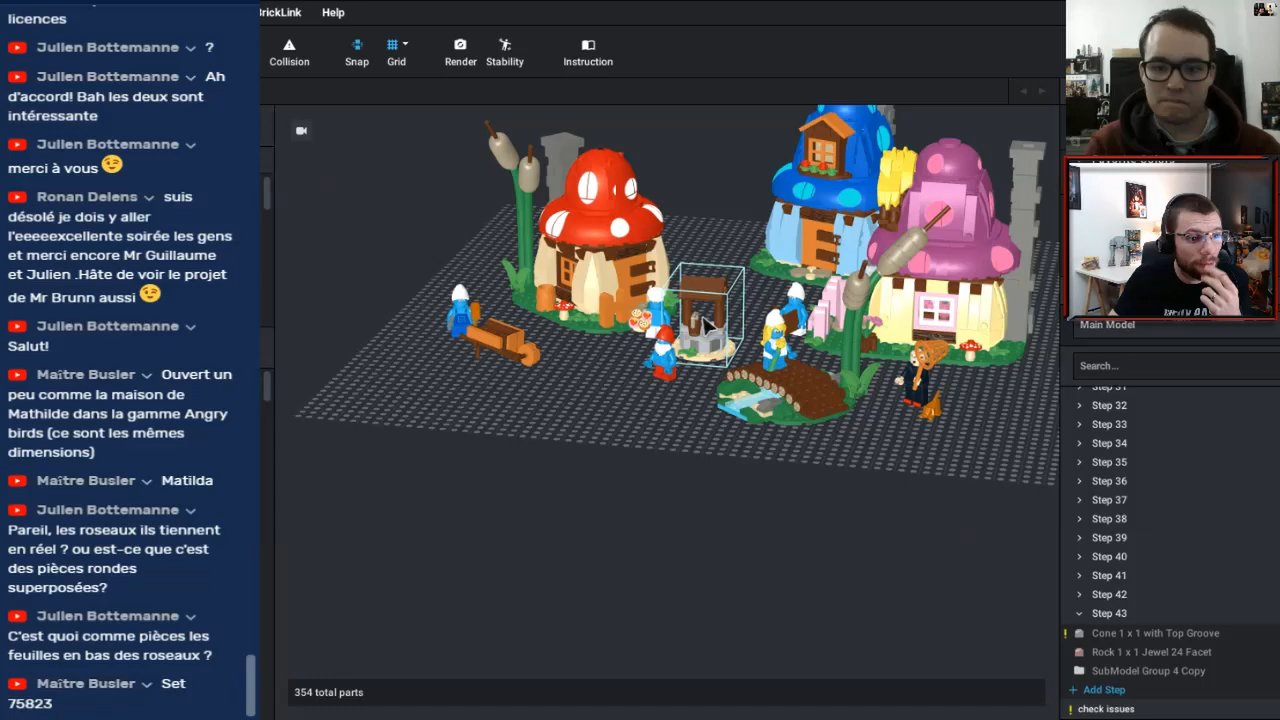 licences
Julien Bottemanne ?
Julien Bottemanne Ah
d'accord! Bah les deux sont
intéressante
Julien Bottemanne
merci à vous
Ronan Delens suis
désolé je dois y aller
l'eeeeexcellente soirée les gens
et merci encore Mr Guillaume
et Julien .Hâte de voir le projet
de Mr Brunn aussi
Julien Bottemanne
Salut!
Maître Busler Ouvert un
peu comme la maison de
Mathilde dans la gamme Angry
birds (ce sont les mêmes
dimensions)
Maître Busler Matilda
Julien Bottemanne
Pareil, les roseaux ils tiennent
en réel ? ou est-ce que c'est
des pièces rondes
superposées?
Julien Bottemanne
C'est quoi comme pièces les
feuilles en bas des roseaux ?
Maître Busler Set
75823
BrickLink Help
Collision Snap Grid Render Stability Instruction
354 total parts
Main Model
Search...
Step 31
Step 32
Step 33
Step 34
Step 35
Step 36
Step 37
Step 38
Step 39
Step 40
Step 41
Step 42
Step 43
! Cone 1 x 1 with Top Groove
Rock 1 x 1 Jewel 24 Facet
SubModel Group 4 Copy
+ Add Step
! check issues